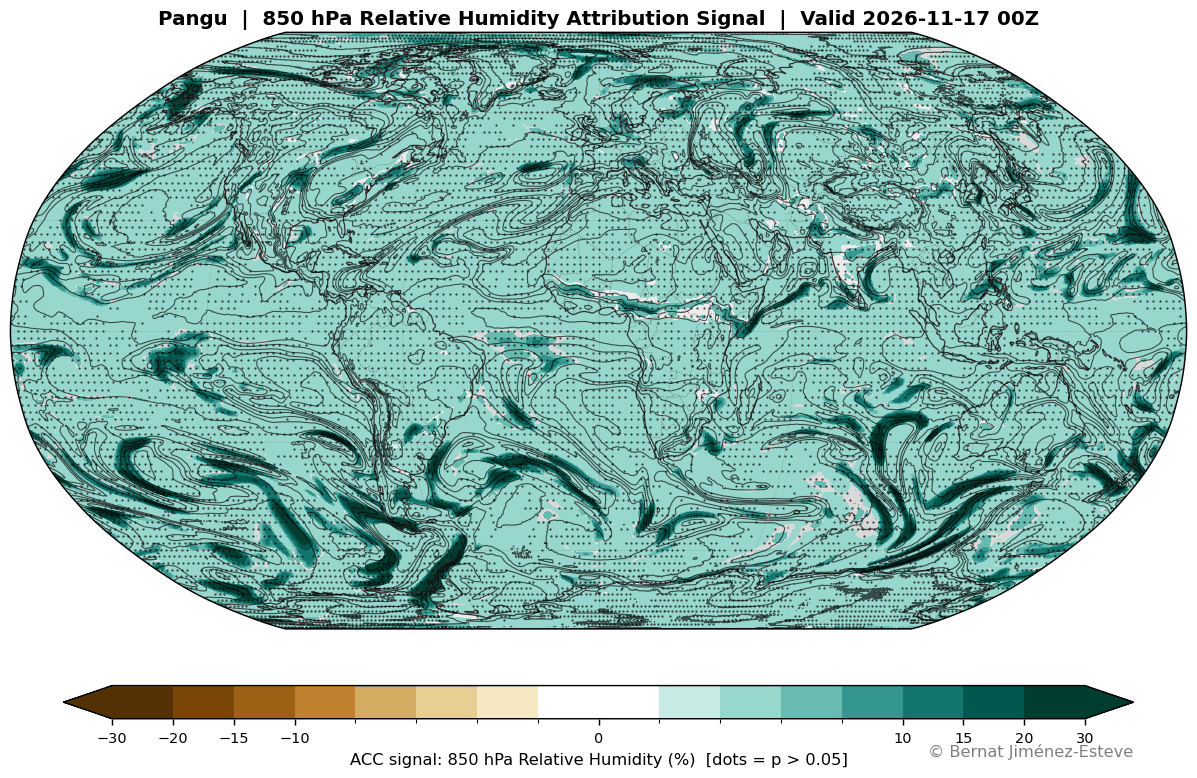 Pangu | 850 hPa Relative Humidity Attribution Signal | Valid 2026-11-17 00Z
−30 −20 −15 −10 0 10 15 20 30
ACC signal: 850 hPa Relative Humidity (%) [dots = p > 0.05]
© Bernat Jiménez-Esteve